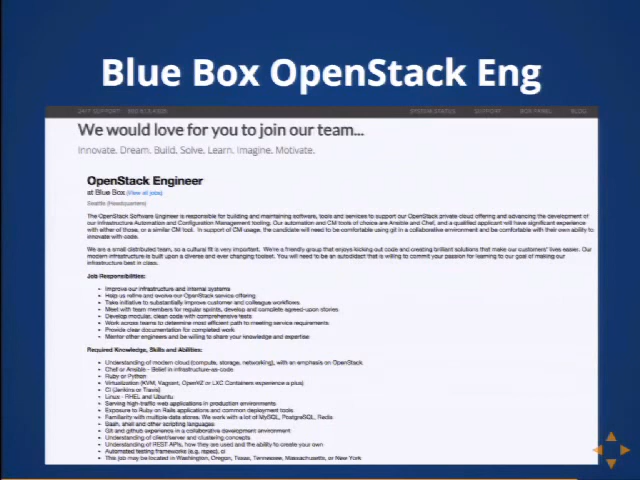 Blue Box OpenStack Eng
24/7 SUPPORT
SYSTEM STATUS SUPPORT BOX PANEL BLOG
We would love for you to join our team...
Innovate. Dream. Build. Solve. Learn. Imagine. Motivate.
OpenStack Engineer
at Blue Box (View all jobs)
Seattle (Headquarters)
The OpenStack Software Engineer is responsible for building and maintaining software, tools and services to support our OpenStack private cloud offering and advancing the development of
our Infrastructure Automation and Configuration Management tooling. Our automation and CM tools of choice are Ansible and Chef, and a qualified applicant will have significant experience
with either of those, or a similar CM tool. In support of CM usage, the candidate will need to be comfortable using git in a collaborative environment and be comfortable with their own ability to
innovate with code.
We are a small distributed team, so a cultural fit is very important. We're a friendly group that enjoys kicking out code and creating brilliant solutions that make our customers' lives easier. Our
modern infrastructure is built upon a diverse and ever changing toolset. You will need to be an autodidact that is willing to commit your passion for learning to our goal of making our
infrastructure best in class.
Job Responsibilities:
• Improve our infrastructure and internal systems
• Help us refine and evolve our OpenStack service offering
• Take initiative to substantially improve customer and colleague workflows
• Meet with team members for regular sprints, develop and complete agreed-upon stories
• Develop modular, clean code with comprehensive tests
• Work across teams to determine most efficient path to meeting service requirements
• Provide clear documentation for completed work
• Mentor other engineers and be willing to share your knowledge and expertise
Required Knowledge, Skills and Abilities:
• Understanding of modern cloud (compute, storage, networking), with an emphasis on OpenStack
• Chef or Ansible - Belief in infrastructure-as-code
• Ruby or Python
• Virtualization (KVM, Vagrant, OpenVZ or LXC Containers experience a plus)
• CI (Jenkins or Travis)
• Linux - RHEL and Ubuntu
• Serving high-traffic web applications in production environments
• Exposure to Ruby on Rails applications and common deployment tools
• Familiarity with multiple data stores. We work with a lot of MySQL, PostgreSQL, Redis
• Bash, shell and other scripting languages
• Git and github experience in a collaborative development environment
• Understanding of client/server and clustering concepts
• Understanding of REST APIs, how they are used and the ability to create your own
• Automated testing frameworks (e.g. rspec), ci
• This job may be located in Washington, Oregon, Texas, Tennessee, Massachusetts, or New York